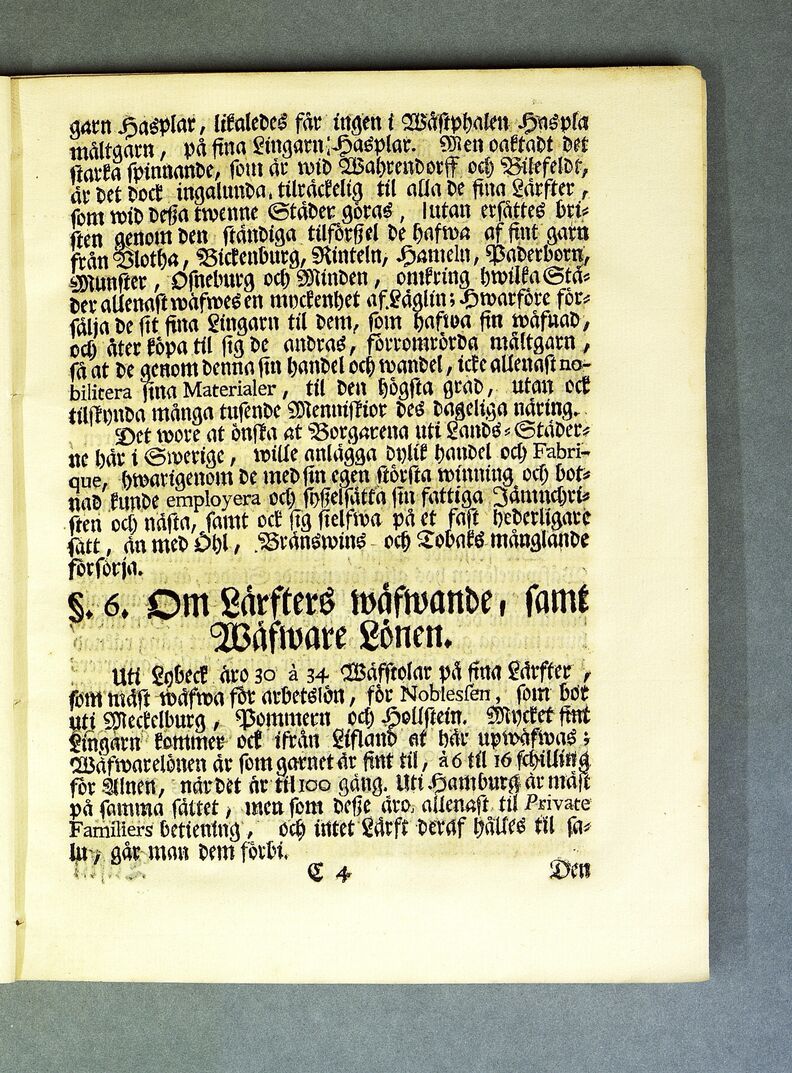 garn Hasplar, likaledes får ingen i Wästphalen Haspla
måltgarn, på fina Lingarn Hasplar. Men oaktadt det
starka spinnande, som är wid Wahrendorff och Bilefeldt,
är det dock ingalunda, tilräckelig til alla de fina Lärfter,
som wid deßa twenne Städer göras, utan ersättes bri-
sten genom den ständiga tilförßel de hafwa af fint garn
från Vlotha, Bickenburg, Rinteln, Hameln, Paderborn,
Munster, Osneburg och Minden, omkring hwilka Stä-
der allenast wäfwes en myckenhet af Läglin; Hwarföre för-
sälja de sit fina Lingarn til dem, som hafwa fin wäfnad,
och åter köpa til sig de andras, förromrörda måltgarn,
så at de genom denna sin handel och wandel, icke allenast no-
bilitera sina Materialer, til den högsta grad, utan ock
tilskynda många tusende Menniskior des dageliga näring.
Det wore at önska at Borgarena uti Lands-Städer-
ne här i Swerige, wille anlägga dylik handel och Fabri-
que, hwarigenom de med sin egen största winning och bot-
nad kunde employera och syßelsätta sin fattiga Jämnchri-
sten och nästa, samt ock sig sielfwa på et fast hederligare
sätt, än med Öhl, Bränswins- och Tobaks månglande
försörja.
§. 6. Om Lärfters wäfwande, samt
Wäfware Lönen.
Uti Lybeck äro 30 à 34 Wäfstolar på fina Lärfter,
som mäst wäfwa för arbetslön, för Noblessen, som bor
uti Meckelburg, Pommern och Hollstein. Mycket fint
Lingarn kommer ock ifrån Lifland at här upwäfwas;
Wäfwarelönen är som garnet är fint til, à 6 til 16 schilling
för Alnen, när det är til 100 gång. Uti Hamburg är mäst
på samma sättet, men som deße äro, allenast til Private
Familiers betiening, och intet Lärft deraf hålles til sa-
lu, går man dem förbi.
C 4
Den